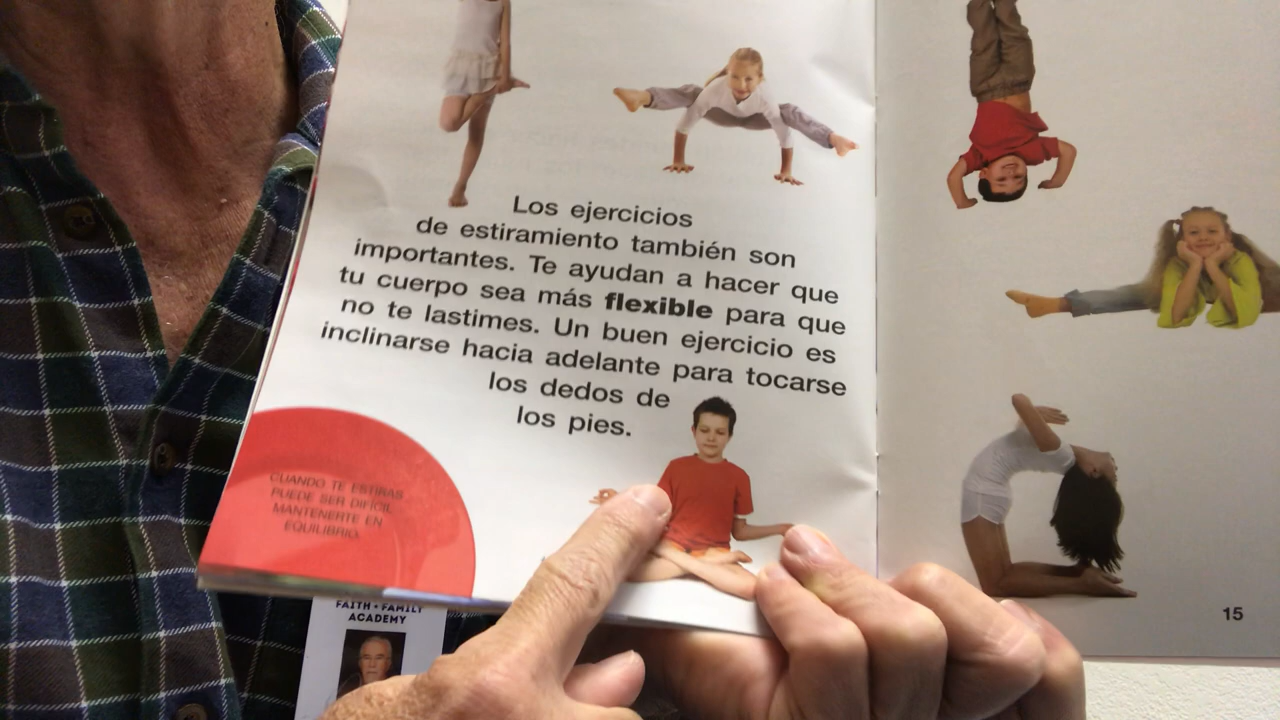 Los ejercicios
de estiramiento también son
importantes. Te ayudan a hacer que
tu cuerpo sea más flexible para que
no te lastimes. Un buen ejercicio es
inclinarse hacia adelante para tocarse
los dedos de
los pies.
CUANDO TE ESTIRAS
PUEDE SER DIFÍCIL
MANTENERTE EN
EQUILIBRIO.
FAITH + FAMILY
ACADEMY
15